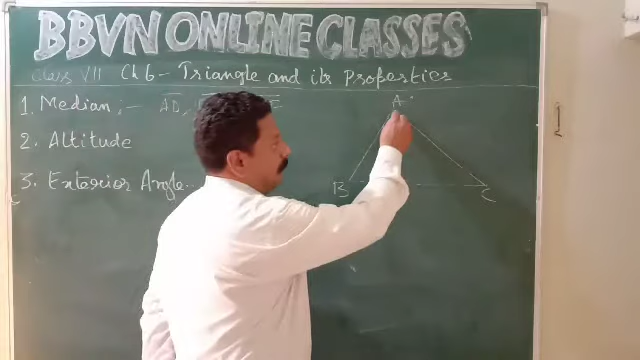 BBVN ONLINE CLASSES
Class VII Ch 6 - Triangle and its Properties
1. Median :- AD,
A
2. Altitude
3. Exterior Angle
B
C